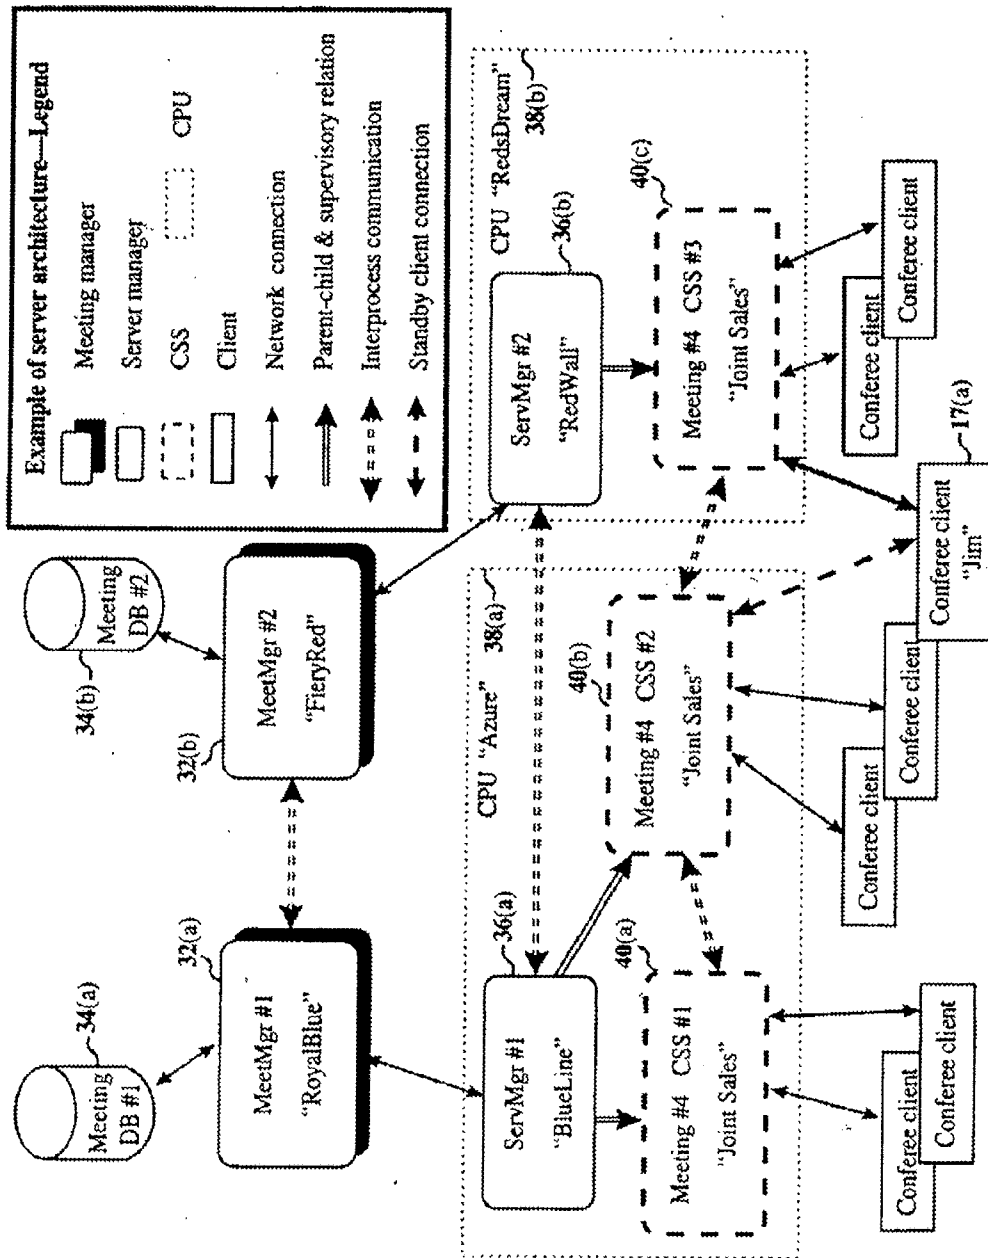 Example of server architecture—Legend
Meeting manager
Server manager
CSS
CPU
Client
Network connection
Parent-child & supervisory relation
Interprocess communication
Standby client connection
34(a)
Meeting
DB #1
32(a)
MeetMgr #1
"RoyalBlue"
34(b)
Meeting
DB #2
32(b)
MeetMgr #2
"FieryRed"
CPU "Azure"
38(a)
36(a)
ServMgr #1
"BlueLine"
40(a)
Meeting #4 CSS #1
"Joint Sales"
40(b)
Meeting #4 CSS #2
"Joint Sales"
CPU "RedsDream"
38(b)
36(b)
ServMgr #2
"RedWall"
40(c)
Meeting #4 CSS #3
"Joint Sales"
Conferee client
Conferee client
Conferee client
Conferee client
Conferee client
"Jim"
17(a)
Conferee client
Conferee client